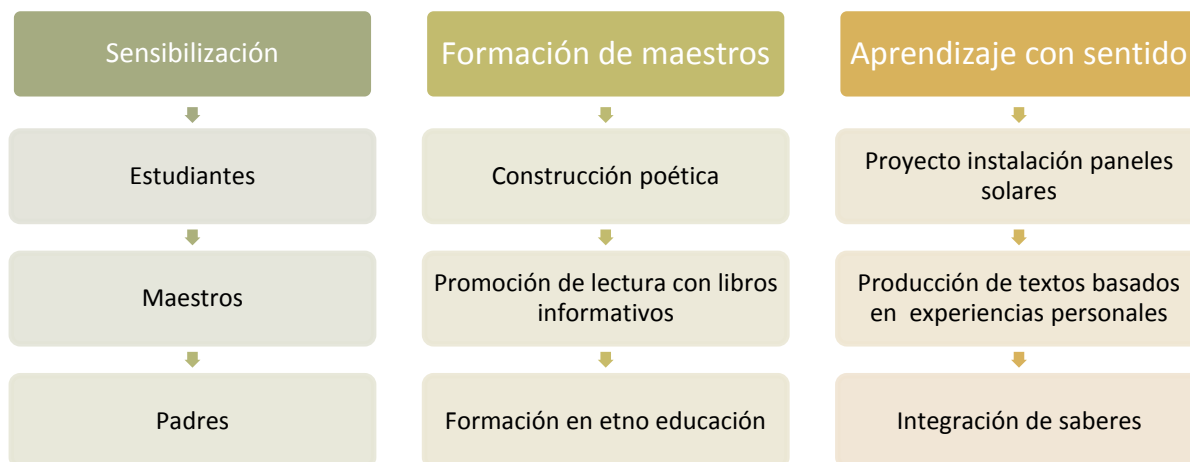 Sensibilización
Estudiantes
Maestros
Padres
Formación de maestros
Construcción poética
Promoción de lectura con libros
informativos
Formación en etno educación
Aprendizaje con sentido
Proyecto instalación paneles
solares
Producción de textos basados
en experiencias personales
Integración de saberes